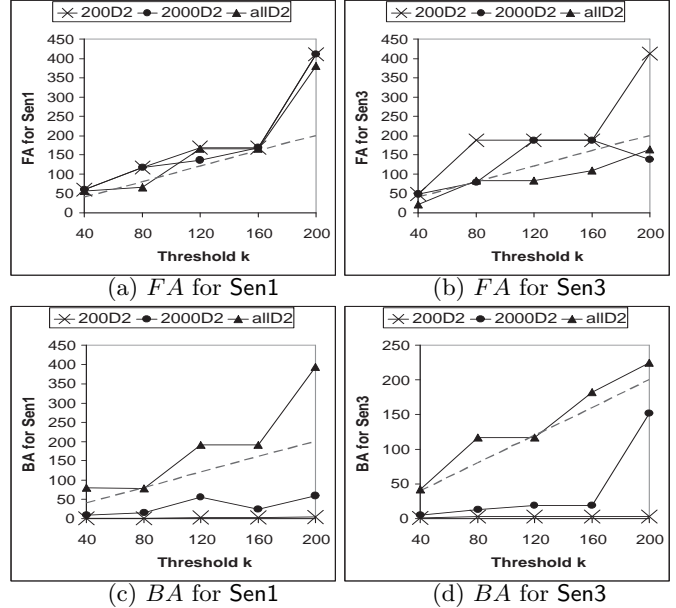 200D2 2000D2 allD2
FA for Sen1
450
400
350
300
250
200
150
100
50
0
40 80 120 160 200
Threshold k
(a) FA for Sen1
200D2 2000D2 allD2
FA for Sen3
450
400
350
300
250
200
150
100
50
0
40 80 120 160 200
Threshold k
(b) FA for Sen3
200D2 2000D2 allD2
BA for Sen1
450
400
350
300
250
200
150
100
50
0
40 80 120 160 200
Threshold k
(c) BA for Sen1
200D2 2000D2 allD2
BA for Sen3
250
200
150
100
50
0
40 80 120 160 200
Threshold k
(d) BA for Sen3